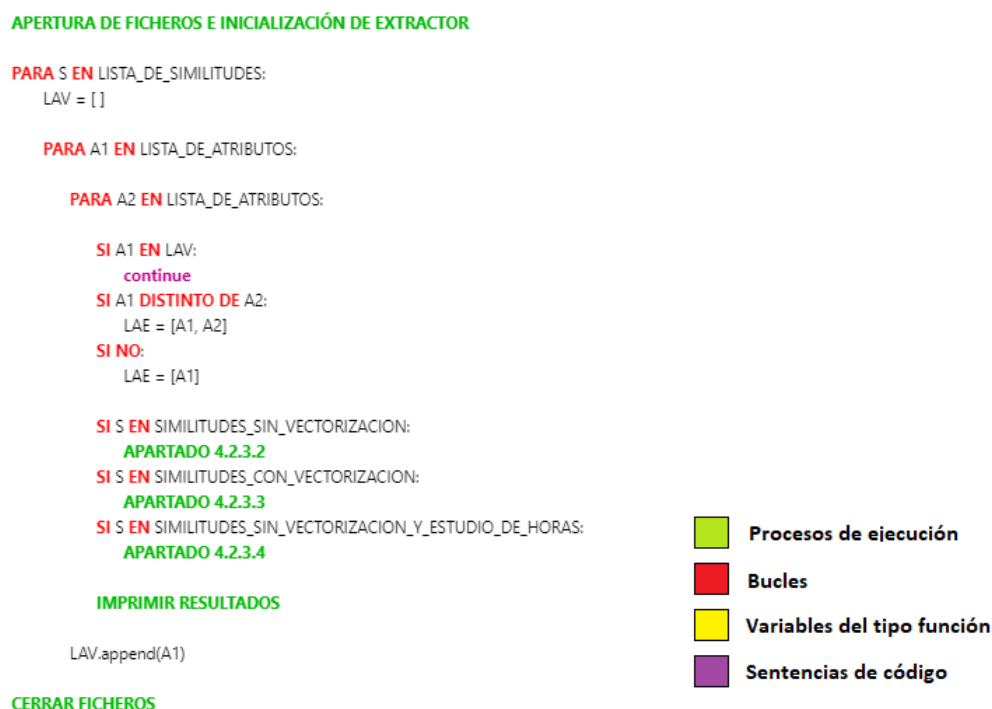 APERTURA DE FICHEROS E INICIALIZACIÓN DE EXTRACTOR
PARA S EN LISTA_DE_SIMILITUDES:
LAV = [ ]
PARA A1 EN LISTA_DE_ATRIBUTOS:
PARA A2 EN LISTA_DE_ATRIBUTOS:
SI A1 EN LAV:
continue
SI A1 DISTINTO DE A2:
LAE = [A1, A2]
SI NO:
LAE = [A1]
SI S EN SIMILITUDES_SIN_VECTORIZACION:
APARTADO 4.2.3.2
SI S EN SIMILITUDES_CON_VECTORIZACION:
APARTADO 4.2.3.3
SI S EN SIMILITUDES_SIN_VECTORIZACION_Y_ESTUDIO_DE_HORAS:
APARTADO 4.2.3.4
IMPRIMIR RESULTADOS
LAV.append(A1)
CERRAR FICHEROS
Procesos de ejecución
Bucles
Variables del tipo función
Sentencias de código